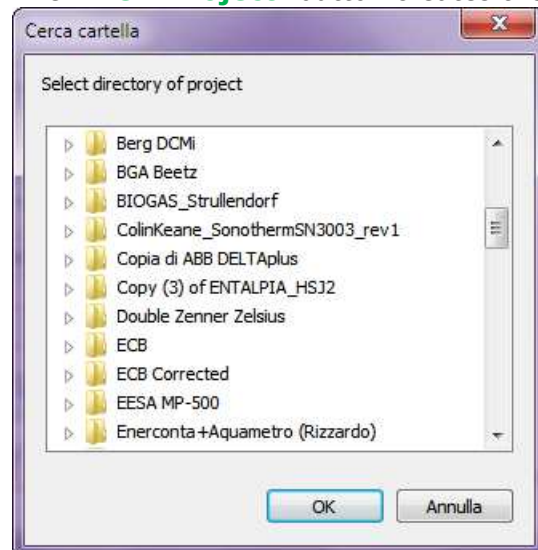 Cerca cartella
Select directory of project
Berg DCMi
BGA Beetz
BIOGAS_Strullendorf
ColinKeane_SonothermSN3003_rev1
Copia di ABB DELTAplus
Copy (3) of ENTALPIA_HSJ2
Double Zenner Zelsius
ECB
ECB Corrected
EESA MP-500
Enerconta+Aquametro (Rizzardo)
OK Annulla